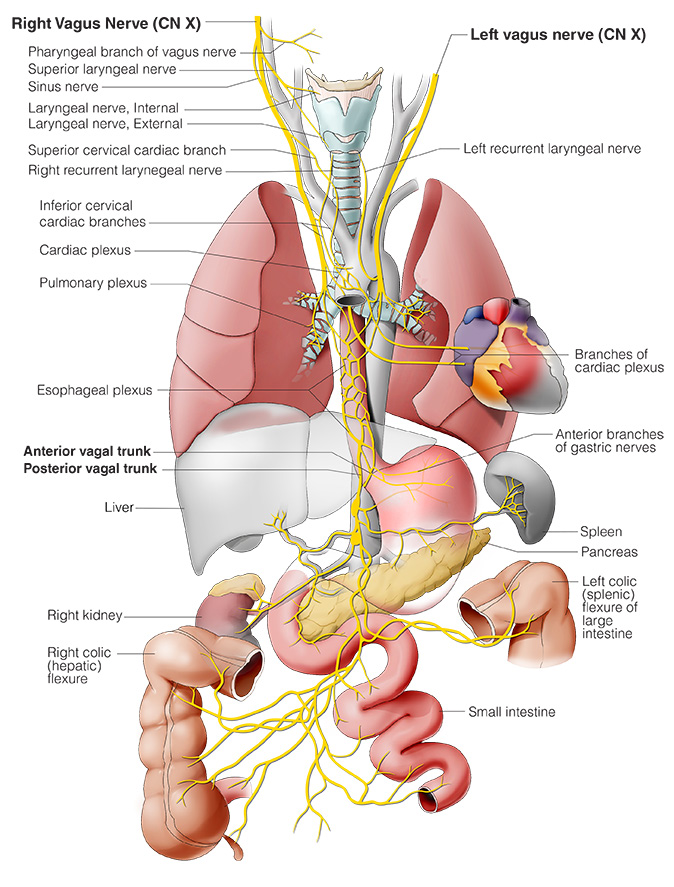 Right Vagus Nerve (CN X)
Pharyngeal branch of vagus nerve
Superior laryngeal nerve
Sinus nerve
Laryngeal nerve, Internal
Laryngeal nerve, External
Superior cervical cardiac branch
Right recurrent larynegeal nerve
Inferior cervical
cardiac branches
Cardiac plexus
Pulmonary plexus
Esophageal plexus
Anterior vagal trunk
Posterior vagal trunk
Liver
Right kidney
Right colic
(hepatic)
flexure
Left vagus nerve (CN X)
Left recurrent laryngeal nerve
Branches of
cardiac plexus
Anterior branches
of gastric nerves
Spleen
Pancreas
Left colic
(splenic)
flexure of
large
intestine
Small intestine